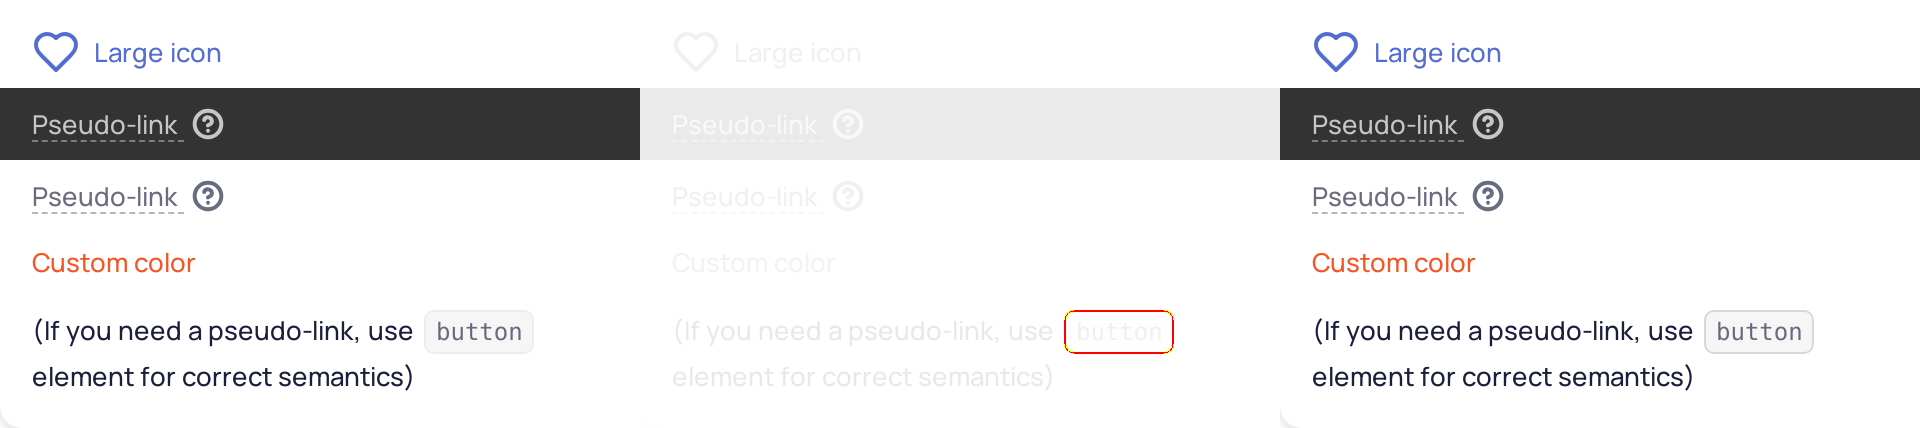 Large icon
Pseudo-link
Pseudo-link
Custom color
(If you need a pseudo-link, use button
element for correct semantics)
Large icon
Pseudo-link
Pseudo-link
Custom color
(If you need a pseudo-link, use button
element for correct semantics)
Large icon
Pseudo-link
Pseudo-link
Custom color
(If you need a pseudo-link, use button
element for correct semantics)